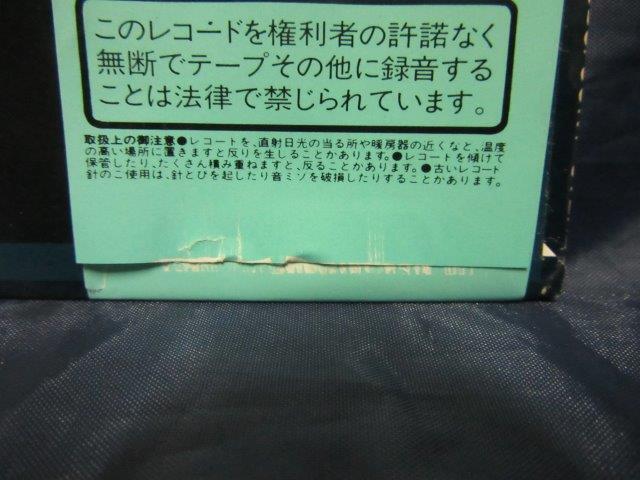 このレコードを権利者の許諾なく
無断でテープその他に録音する
ことは法律で禁じられています。
取扱上の御注意●レコードを、直射日光の当る所や暖房器の近くなど、温度
の高い場所に置きますと反りを生じることがあります。●レコードを傾けて
保管したり、たくさん積み重ねますと、反ることがあります。●古いレコード
針のご使用は、針とびを起したり音ミゾを破損したりすることがあります。